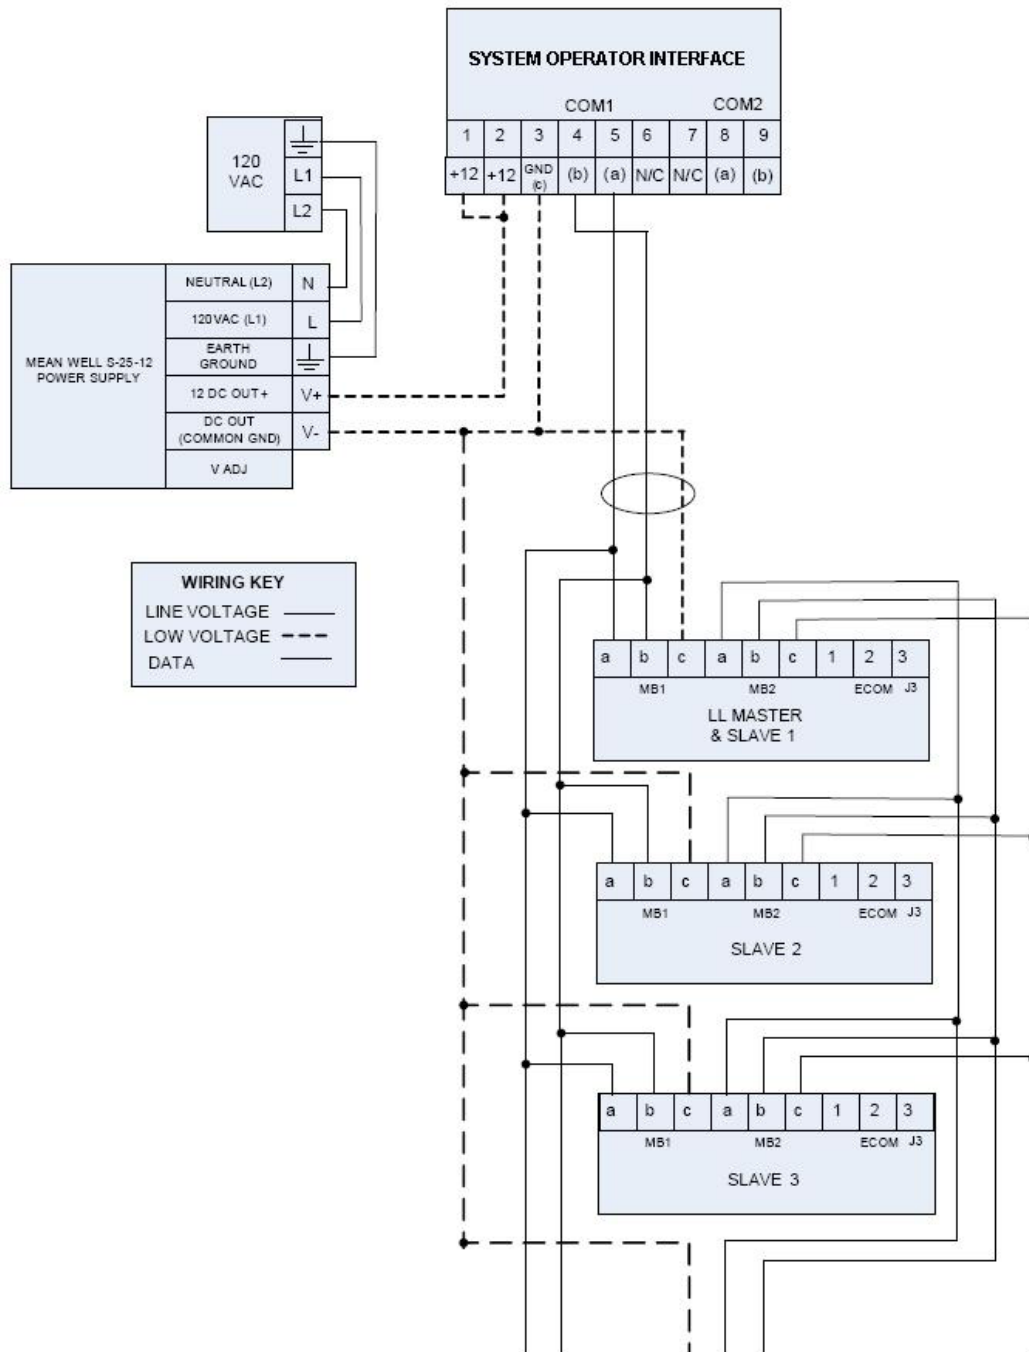 SYSTEM OPERATOR INTERFACE
COM1 COM2
1 2 3 4 5 6 7 8 9
+12 +12 GND (c) (b) (a) N/C N/C (a) (b)
120
VAC
L1
L2
MEAN WELL S-25-12
POWER SUPPLY
NEUTRAL (L2) N
120VAC (L1) L
EARTH
GROUND
12 DC OUT+ V+
DC OUT
(COMMON GND) V-
V ADJ
WIRING KEY
LINE VOLTAGE
LOW VOLTAGE
DATA
a b c a b c 1 2 3
MB1 MB2 ECOM J3
LL MASTER
& SLAVE 1
a b c a b c 1 2 3
MB1 MB2 ECOM J3
SLAVE 2
a b c a b c 1 2 3
MB1 MB2 ECOM J3
SLAVE 3